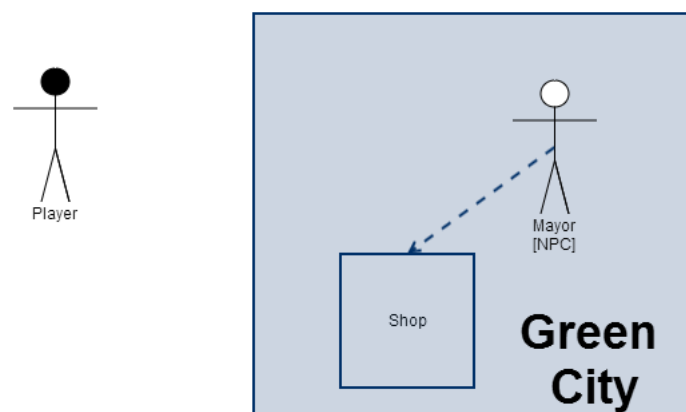 Player
Mayor
[NPC]
Shop
Green
City